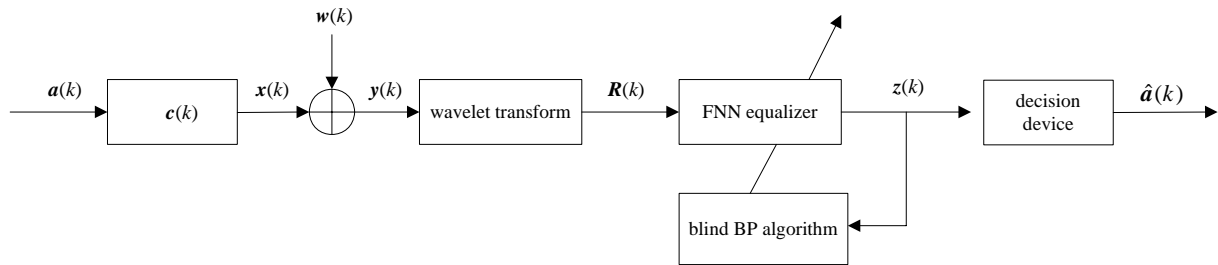 w(k)
a(k)
c(k)
x(k)
y(k)
wavelet transform
R(k)
FNN equalizer
z(k)
decision
device
â(k)
blind BP algorithm